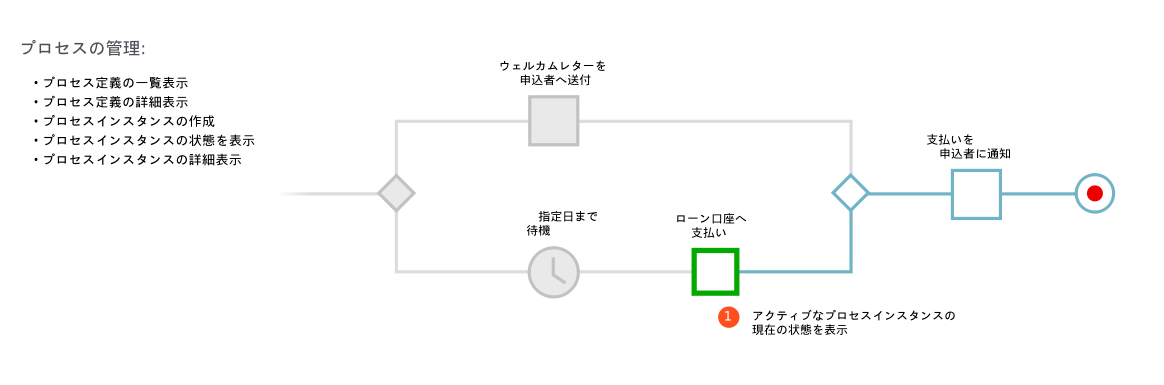 プロセスの管理:
・プロセス定義の一覧表示
・プロセス定義の詳細表示
・プロセスインスタンスの作成
・プロセスインスタンスの状態を表示
・プロセスインスタンスの詳細表示
ウェルカムレターを
申込者へ送付
支払いを
申込者に通知
指定日まで
待機
ローン口座へ
支払い
1
アクティブなプロセスインスタンスの
現在の状態を表示